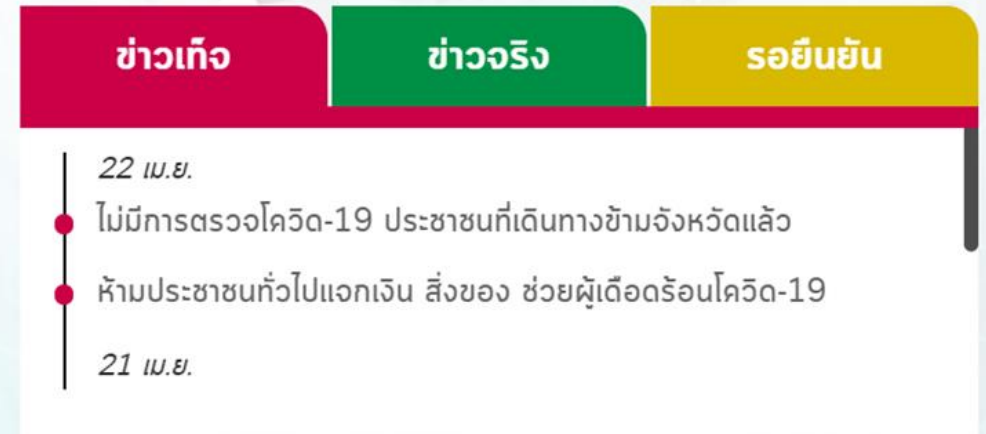 ข่าวเท็จ ข่าวจริง รอยืนยัน
22 เม.ย.
ไม่มีการตรวจโควิด-19 ประชาชนที่เดินทางข้ามจังหวัดแล้ว
ห้ามประชาชนทั่วไปแจกเงิน สิ่งของ ช่วยผู้เดือดร้อนโควิด-19
21 เม.ย.